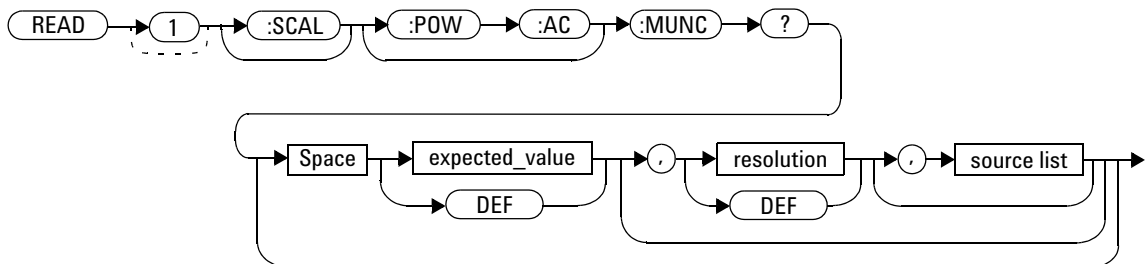 READ 1 :SCAL :POW :AC :MUNC ?
Space expected_value , resolution , source list
DEF DEF